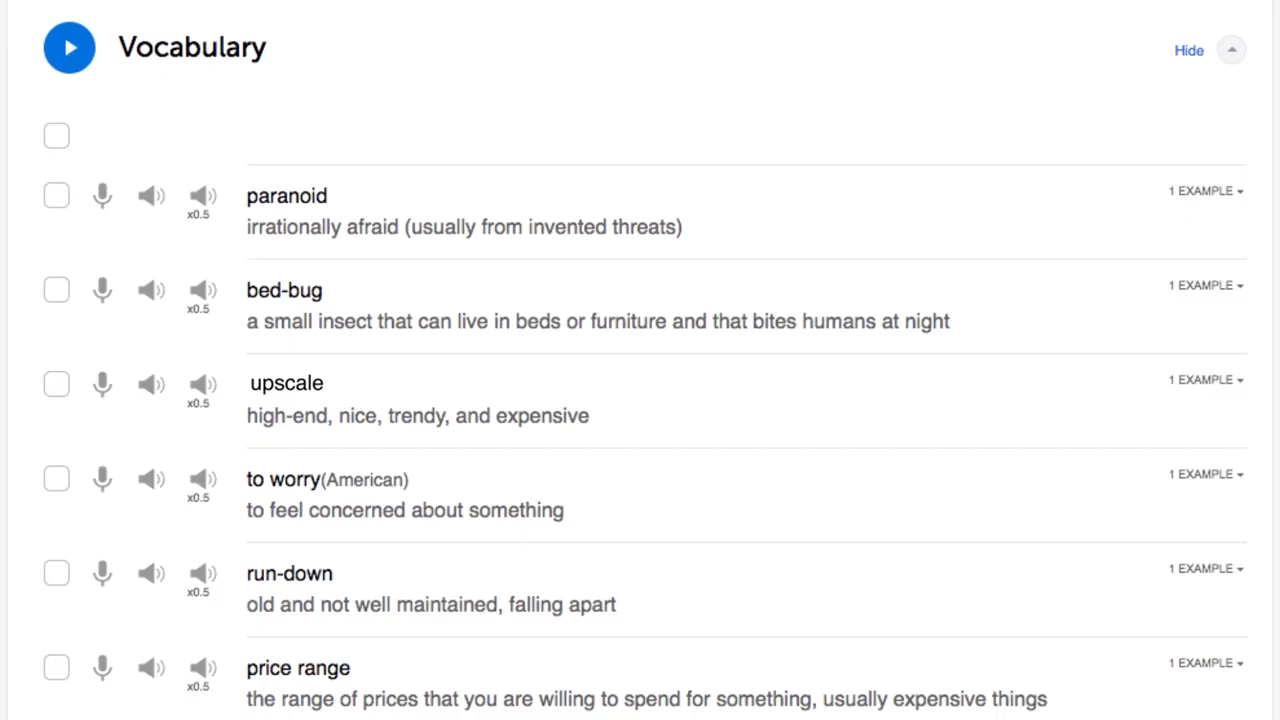 Vocabulary
Hide
paranoid
1 EXAMPLE
x0.5
irrationally afraid (usually from invented threats)
bed-bug
1 EXAMPLE
x0.5
a small insect that can live in beds or furniture and that bites humans at night
upscale
1 EXAMPLE
x0.5
high-end, nice, trendy, and expensive
to worry(American)
1 EXAMPLE
x0.5
to feel concerned about something
run-down
1 EXAMPLE
x0.5
old and not well maintained, falling apart
price range
1 EXAMPLE
x0.5
the range of prices that you are willing to spend for something, usually expensive things